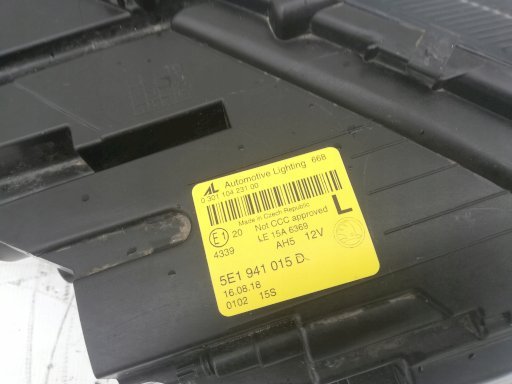 AL Automotive Lighting 668
0 301 104 231 00
Made in Czech Republic
E1 20 Not CCC approved L
4339 LE 15A 6369
AH5 12V
5E1 941 015 D
16.08.18
0102 15S